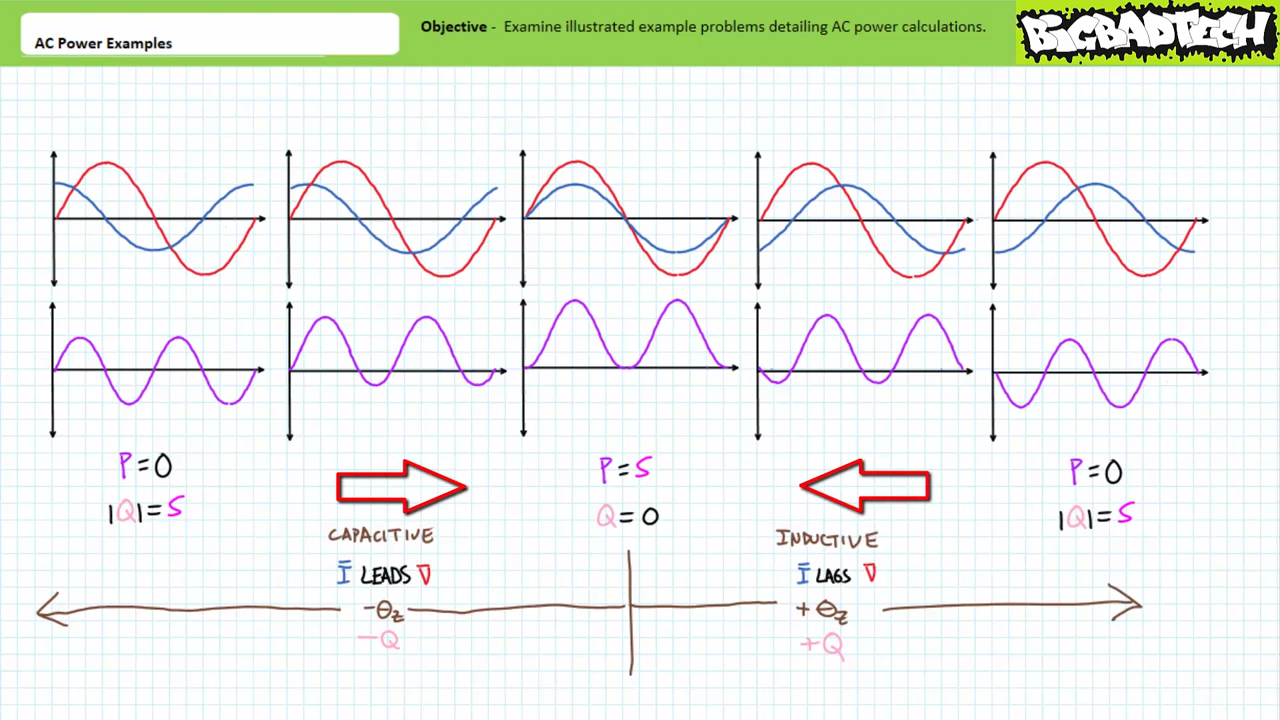 AC Power Examples
Objective - Examine illustrated example problems detailing AC power calculations.
BIGBADTECH
P = 0
|Q| = S
P = S
Q = 0
P = 0
|Q| = S
CAPACITIVE
I LEADS V
-θz
-Q
INDUCTIVE
I LAGS V
+θz
+Q